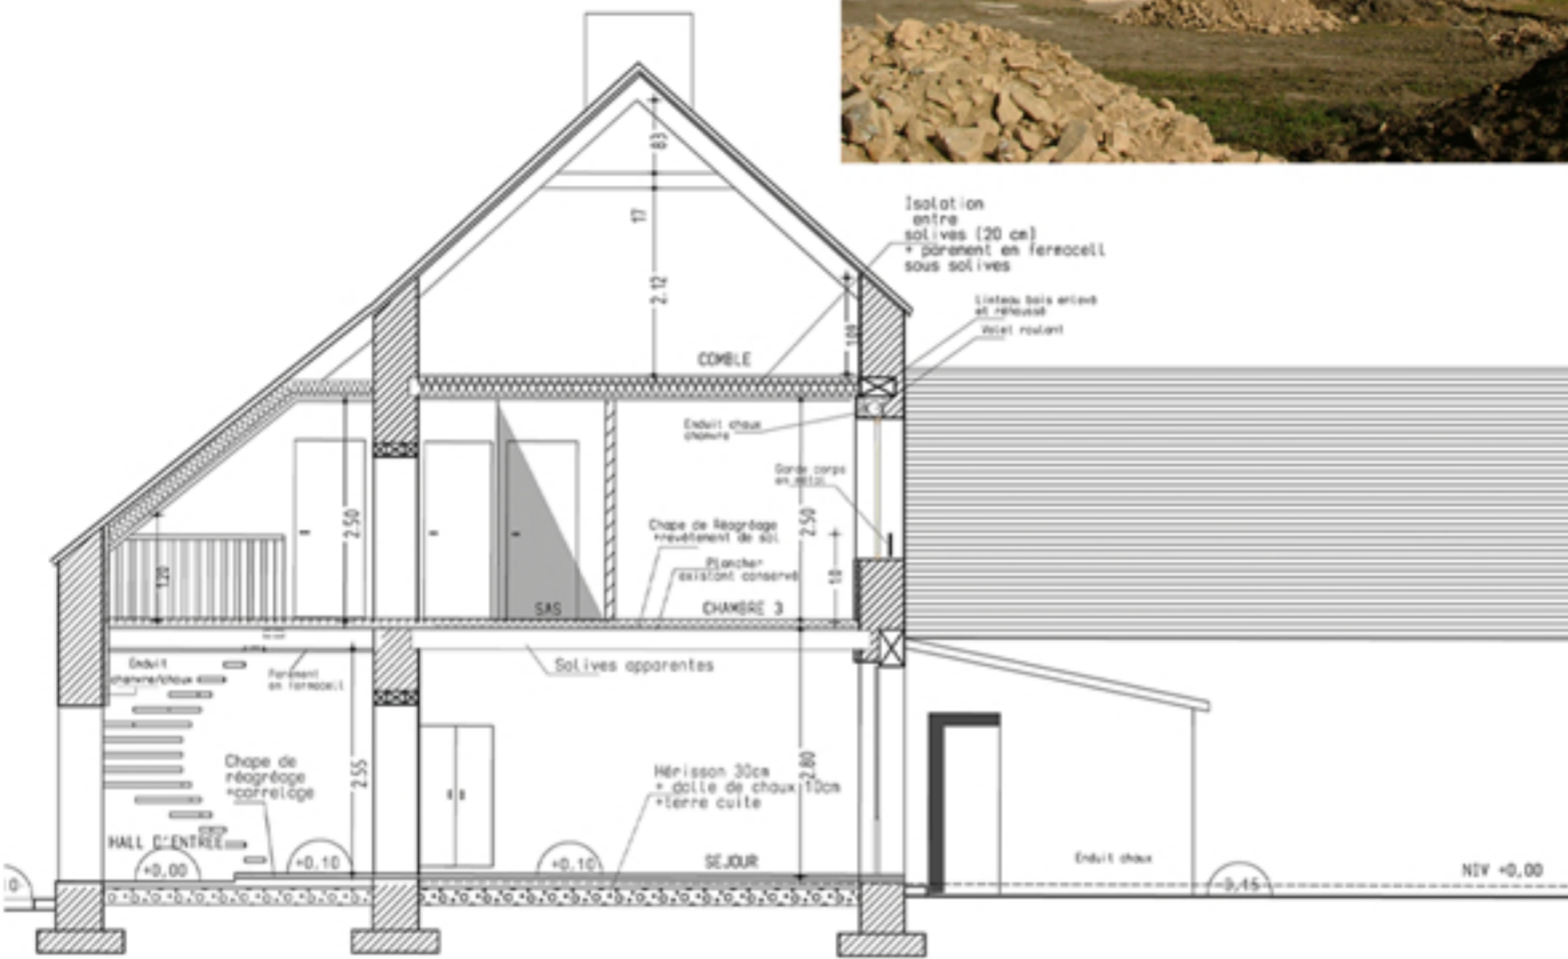 83
17
2.12
109
Isolation
entre
solives (20 cm)
+ parement en fermacell
sous solives
Linteau bois enlevé
et réhaussé
Volet roulant
COMBLE
Enduit chaux
chanvre
Garde corps
en métal
2.50
2.50
Chape de Réagréage
+revêtement de sol
Plancher
existant conservé
120
SAS
CHAMBRE 3
Enduit
chanvre/chaux
Parement
en fermacell
Solives apparentes
Chape de
réagréage
+carrelage
2.55
Hérisson 30cm
+ dalle de chaux 10cm
+terre cuite
2.80
HALL D'ENTREE
+0,00
+0,10
+0,10
SEJOUR
Enduit chaux
-0,15
NIV +0,00